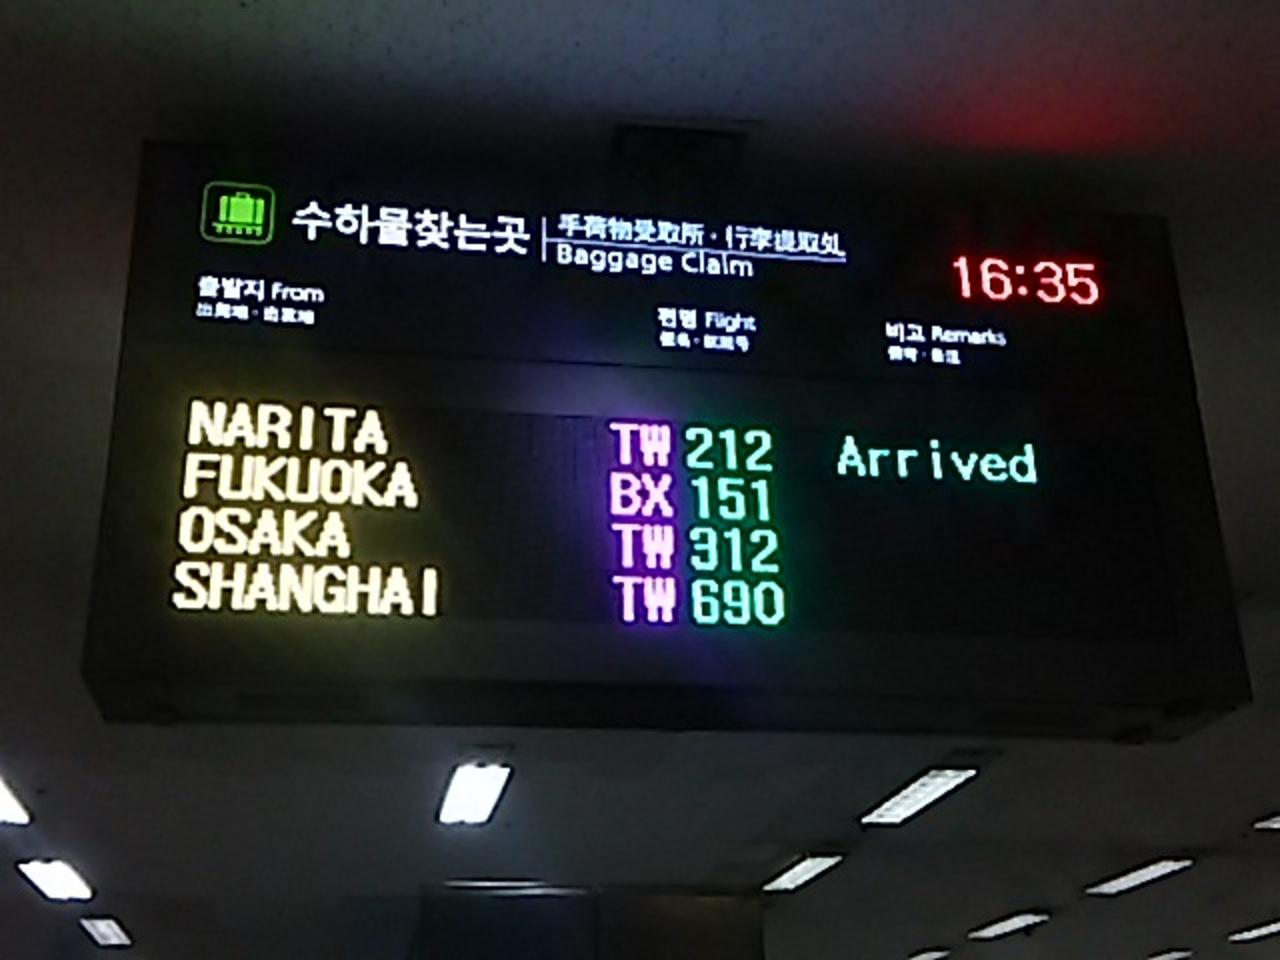 수하물찾는곳
手荷物受取所・行李提取处
Baggage Claim
16:35
출발지 From
편명 Flight
비고 Remarks
NARITA TW 212 Arrived
FUKUOKA BX 151
OSAKA TW 312
SHANGHAI TW 690